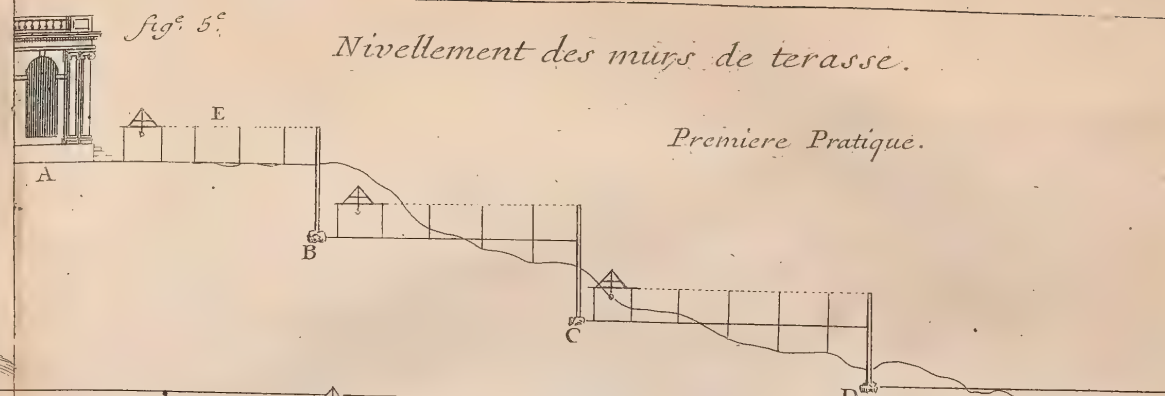 fig.e 5.e
Nivellement des murs de terasse.
Premiere Pratique.
E
A
B
C
D